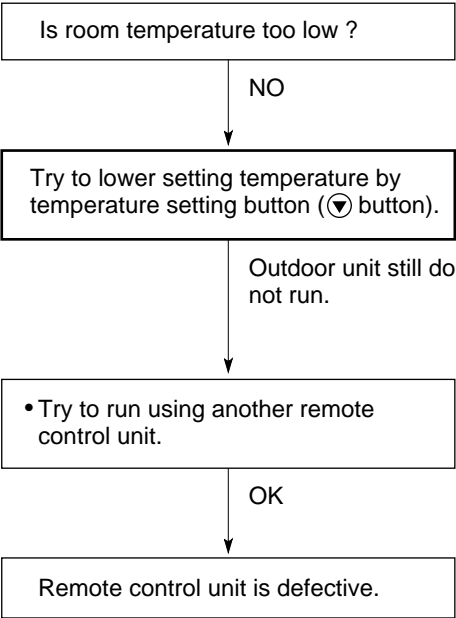 Is room temperature too low ?
NO
Try to lower setting temperature by
temperature setting button (▼ button).
Outdoor unit still do
not run.
• Try to run using another remote
control unit.
OK
Remote control unit is defective.